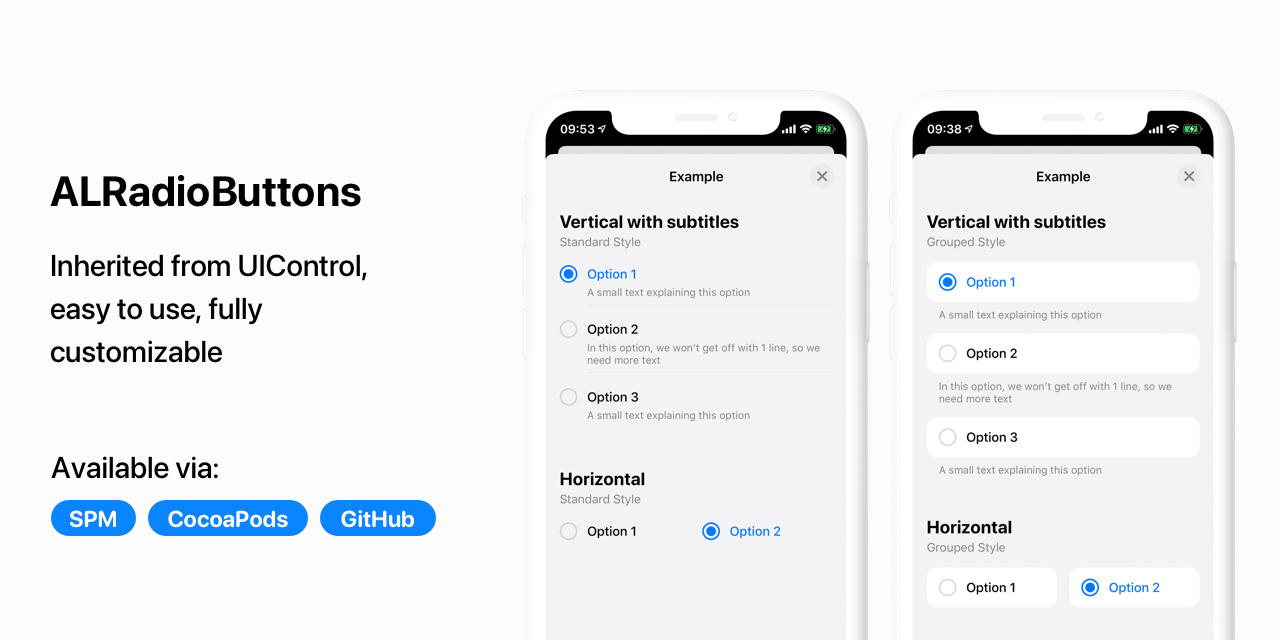 ALRadioButtons
Inherited from UIControl,
easy to use, fully
customizable
Available via:
SPM
CocoaPods
GitHub
09:53
Example
Vertical with subtitles
Standard Style
Option 1
A small text explaining this option
Option 2
In this option, we won’t get off with 1 line, so we
need more text
Option 3
A small text explaining this option
Horizontal
Standard Style
Option 1
Option 2
09:38
Example
Vertical with subtitles
Grouped Style
Option 1
A small text explaining this option
Option 2
In this option, we won’t get off with 1 line, so we
need more text
Option 3
A small text explaining this option
Horizontal
Grouped Style
Option 1
Option 2